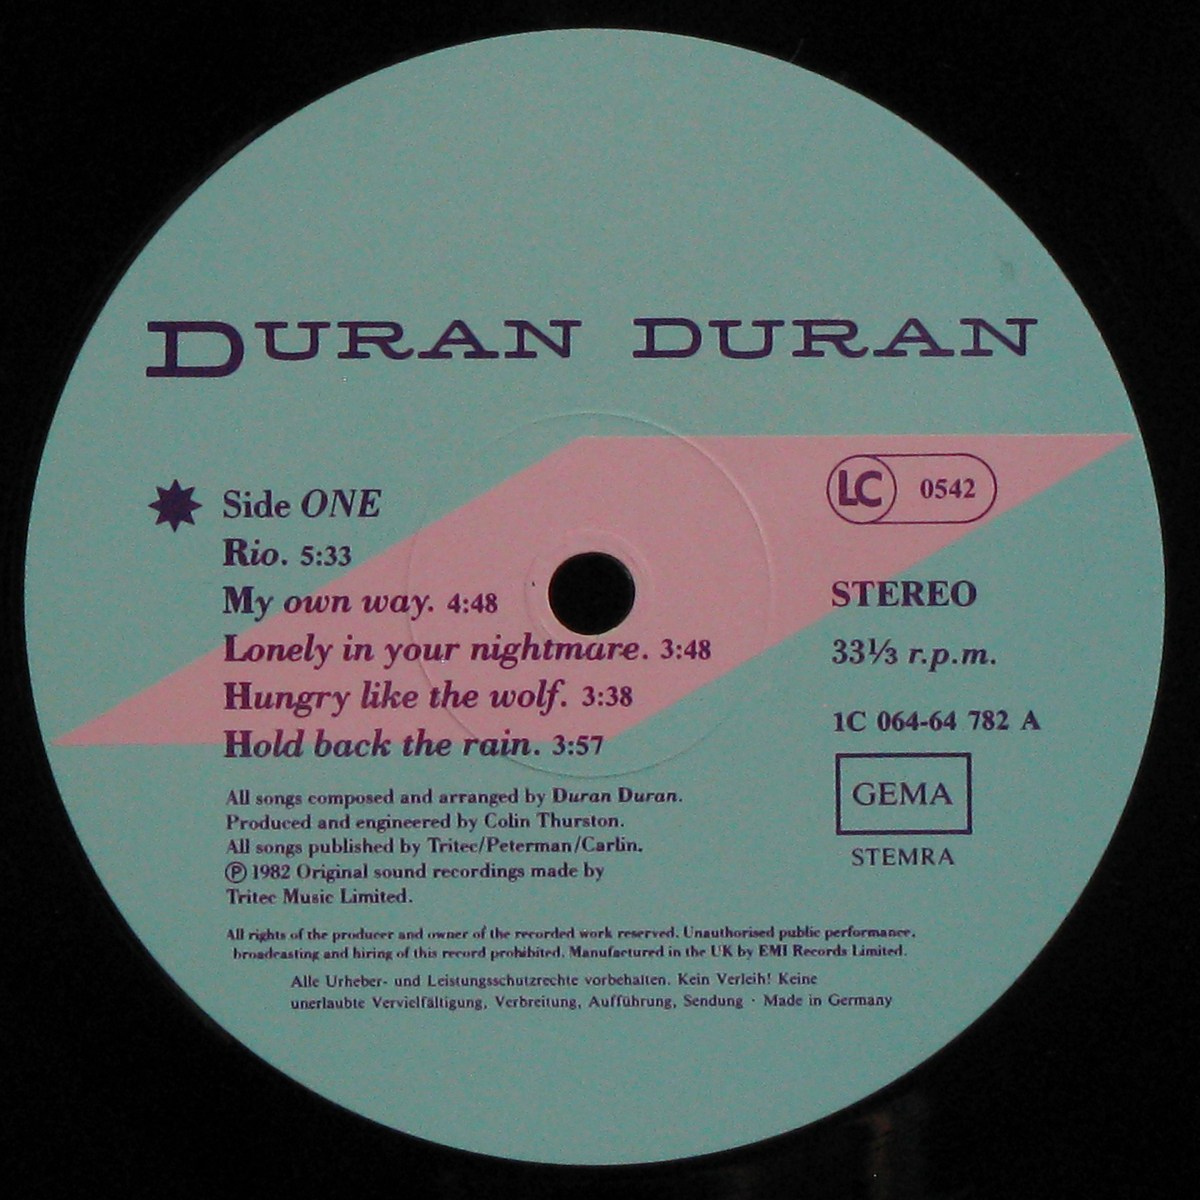 DURAN DURAN
LC 0542
Side ONE
Rio. 5:33
My own way. 4:48
Lonely in your nightmare. 3:48
Hungry like the wolf. 3:38
Hold back the rain. 3:57
STEREO
33⅓ r.p.m.
1C 064-64 782 A
GEMA
STEMRA
All songs composed and arranged by Duran Duran.
Produced and engineered by Colin Thurston.
All songs published by Tritec/Peterman/Carlin.
Ⓟ 1982 Original sound recordings made by
Tritec Music Limited.
All rights of the producer and owner of the recorded work reserved. Unauthorised public performance,
broadcasting and hiring of this record prohibited. Manufactured in the UK by EMI Records Limited.
Alle Urheber- und Leistungsschutzrechte vorbehalten. Kein Verleih! Keine
unerlaubte Vervielfältigung, Verbreitung, Aufführung, Sendung · Made in Germany